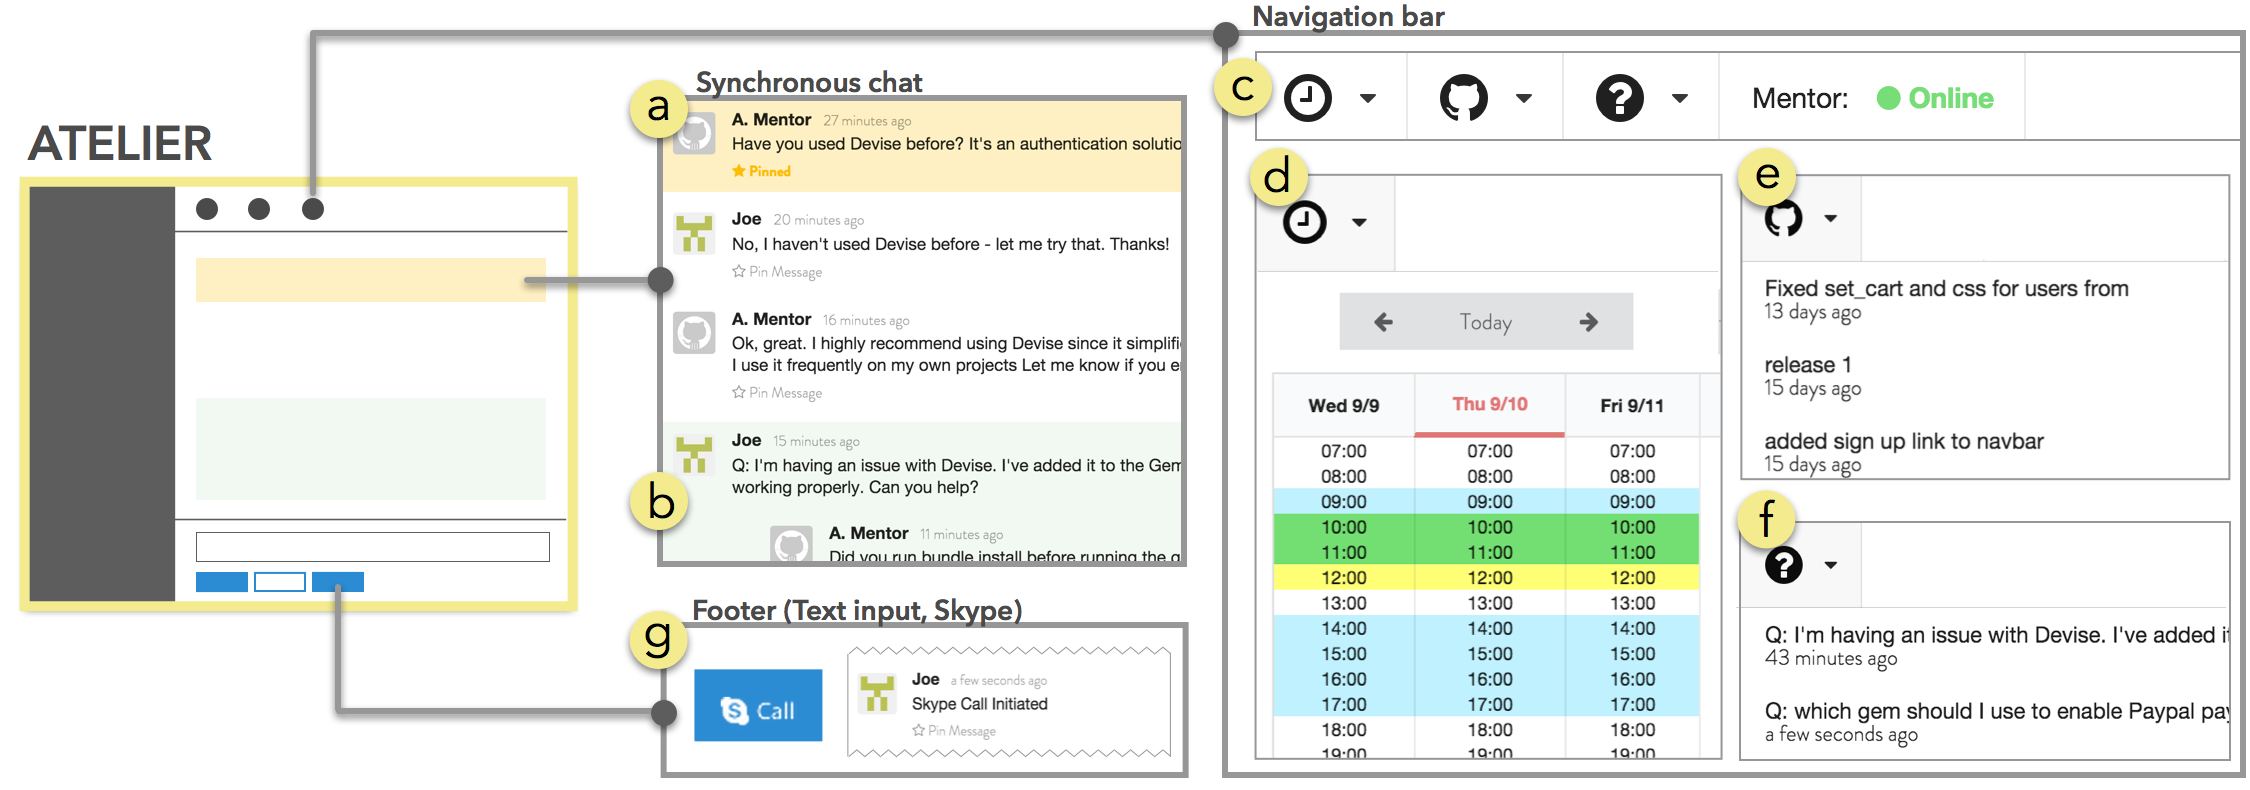 ATELIER
Synchronous chat
a
A. Mentor 27 minutes ago
Have you used Devise before? It's an authentication solutio
Pinned
Joe 20 minutes ago
No, I haven't used Devise before - let me try that. Thanks!
Pin Message
A. Mentor 16 minutes ago
Ok, great. I highly recommend using Devise since it simplifi
I use it frequently on my own projects Let me know if you e
Pin Message
b
Joe 15 minutes ago
Q: I'm having an issue with Devise. I've added it to the Gem
working properly. Can you help?
A. Mentor 11 minutes ago
Did you run bundle install before running the g
Footer (Text input, Skype)
g
Call
Joe a few seconds ago
Skype Call Initiated
Pin Message
Navigation bar
c
?
Mentor: Online
d
Today
Wed 9/9 Thu 9/10 Fri 9/11
07:00 07:00 07:00
08:00 08:00 08:00
09:00 09:00 09:00
10:00 10:00 10:00
11:00 11:00 11:00
12:00 12:00 12:00
13:00 13:00 13:00
14:00 14:00 14:00
15:00 15:00 15:00
16:00 16:00 16:00
17:00 17:00 17:00
18:00 18:00 18:00
19:00 19:00 19:00
e
Fixed set_cart and css for users from
13 days ago
release 1
15 days ago
added sign up link to navbar
15 days ago
f
?
Q: I'm having an issue with Devise. I've added it
43 minutes ago
Q: which gem should I use to enable Paypal pay
a few seconds ago